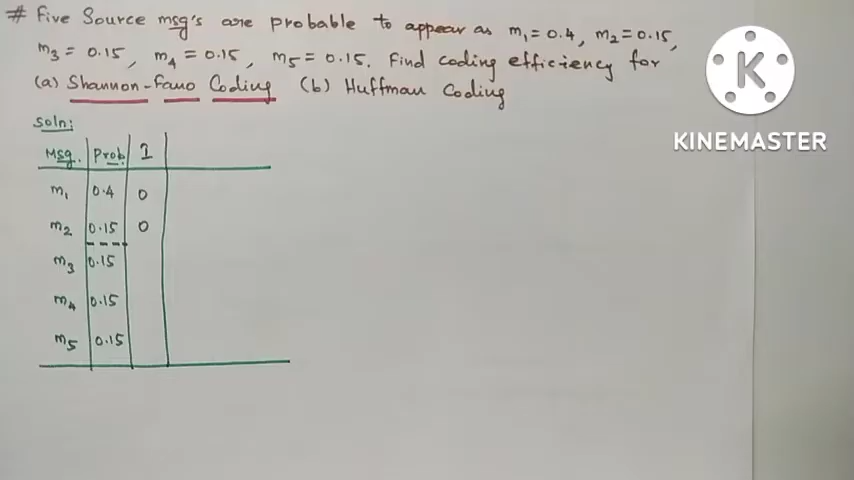 # Five Source msg's are probable to appear as m₁ = 0.4, m₂ = 0.15,
m₃ = 0.15, m₄ = 0.15, m₅ = 0.15. Find coding efficiency for
(a) Shannon-Fano Coding (b) Huffman Coding
Soln:
Msg. Prob. I
m₁ 0.4 0
m₂ 0.15 0
m₃ 0.15
m₄ 0.15
m₅ 0.15
K
KINEMASTER